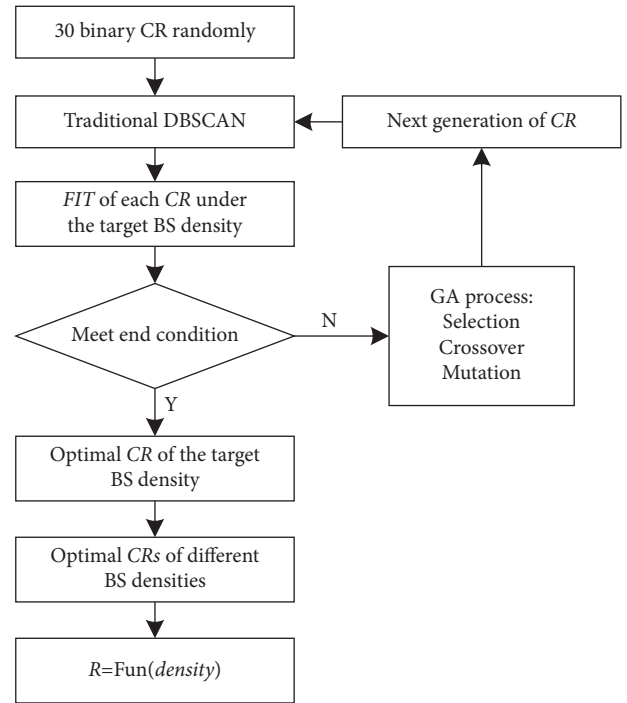 30 binary CR randomly
Traditional DBSCAN
Next generation of CR
FIT of each CR under
the target BS density
Meet end condition
N
GA process:
Selection
Crossover
Mutation
Y
Optimal CR of the target
BS density
Optimal CRs of different
BS densities
R=Fun(density)